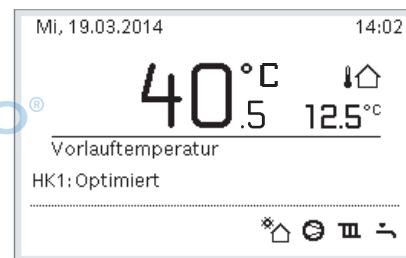 Mi, 19.03.2014 14:02
40.5 °C
12.5°C
Vorlauftemperatur
HK1: Optimiert